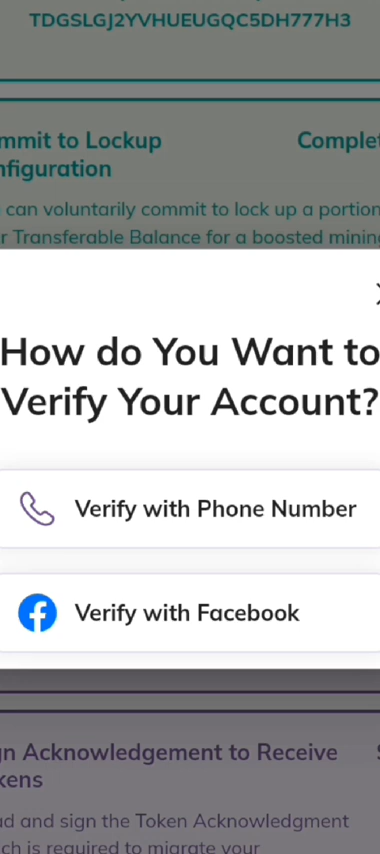 TDGSLGJ2YVHUEUGQC5DH777H3
mmit to Lockup
Complet
nfiguration
can voluntarily commit to lock up a portion
r Transferable Balance for a boosted minin
How do You Want to
Verify Your Account?
Verify with Phone Number
Verify with Facebook
gn Acknowledgement to Receive
kens
ad and sign the Token Acknowledgment
ch is required to migrate your